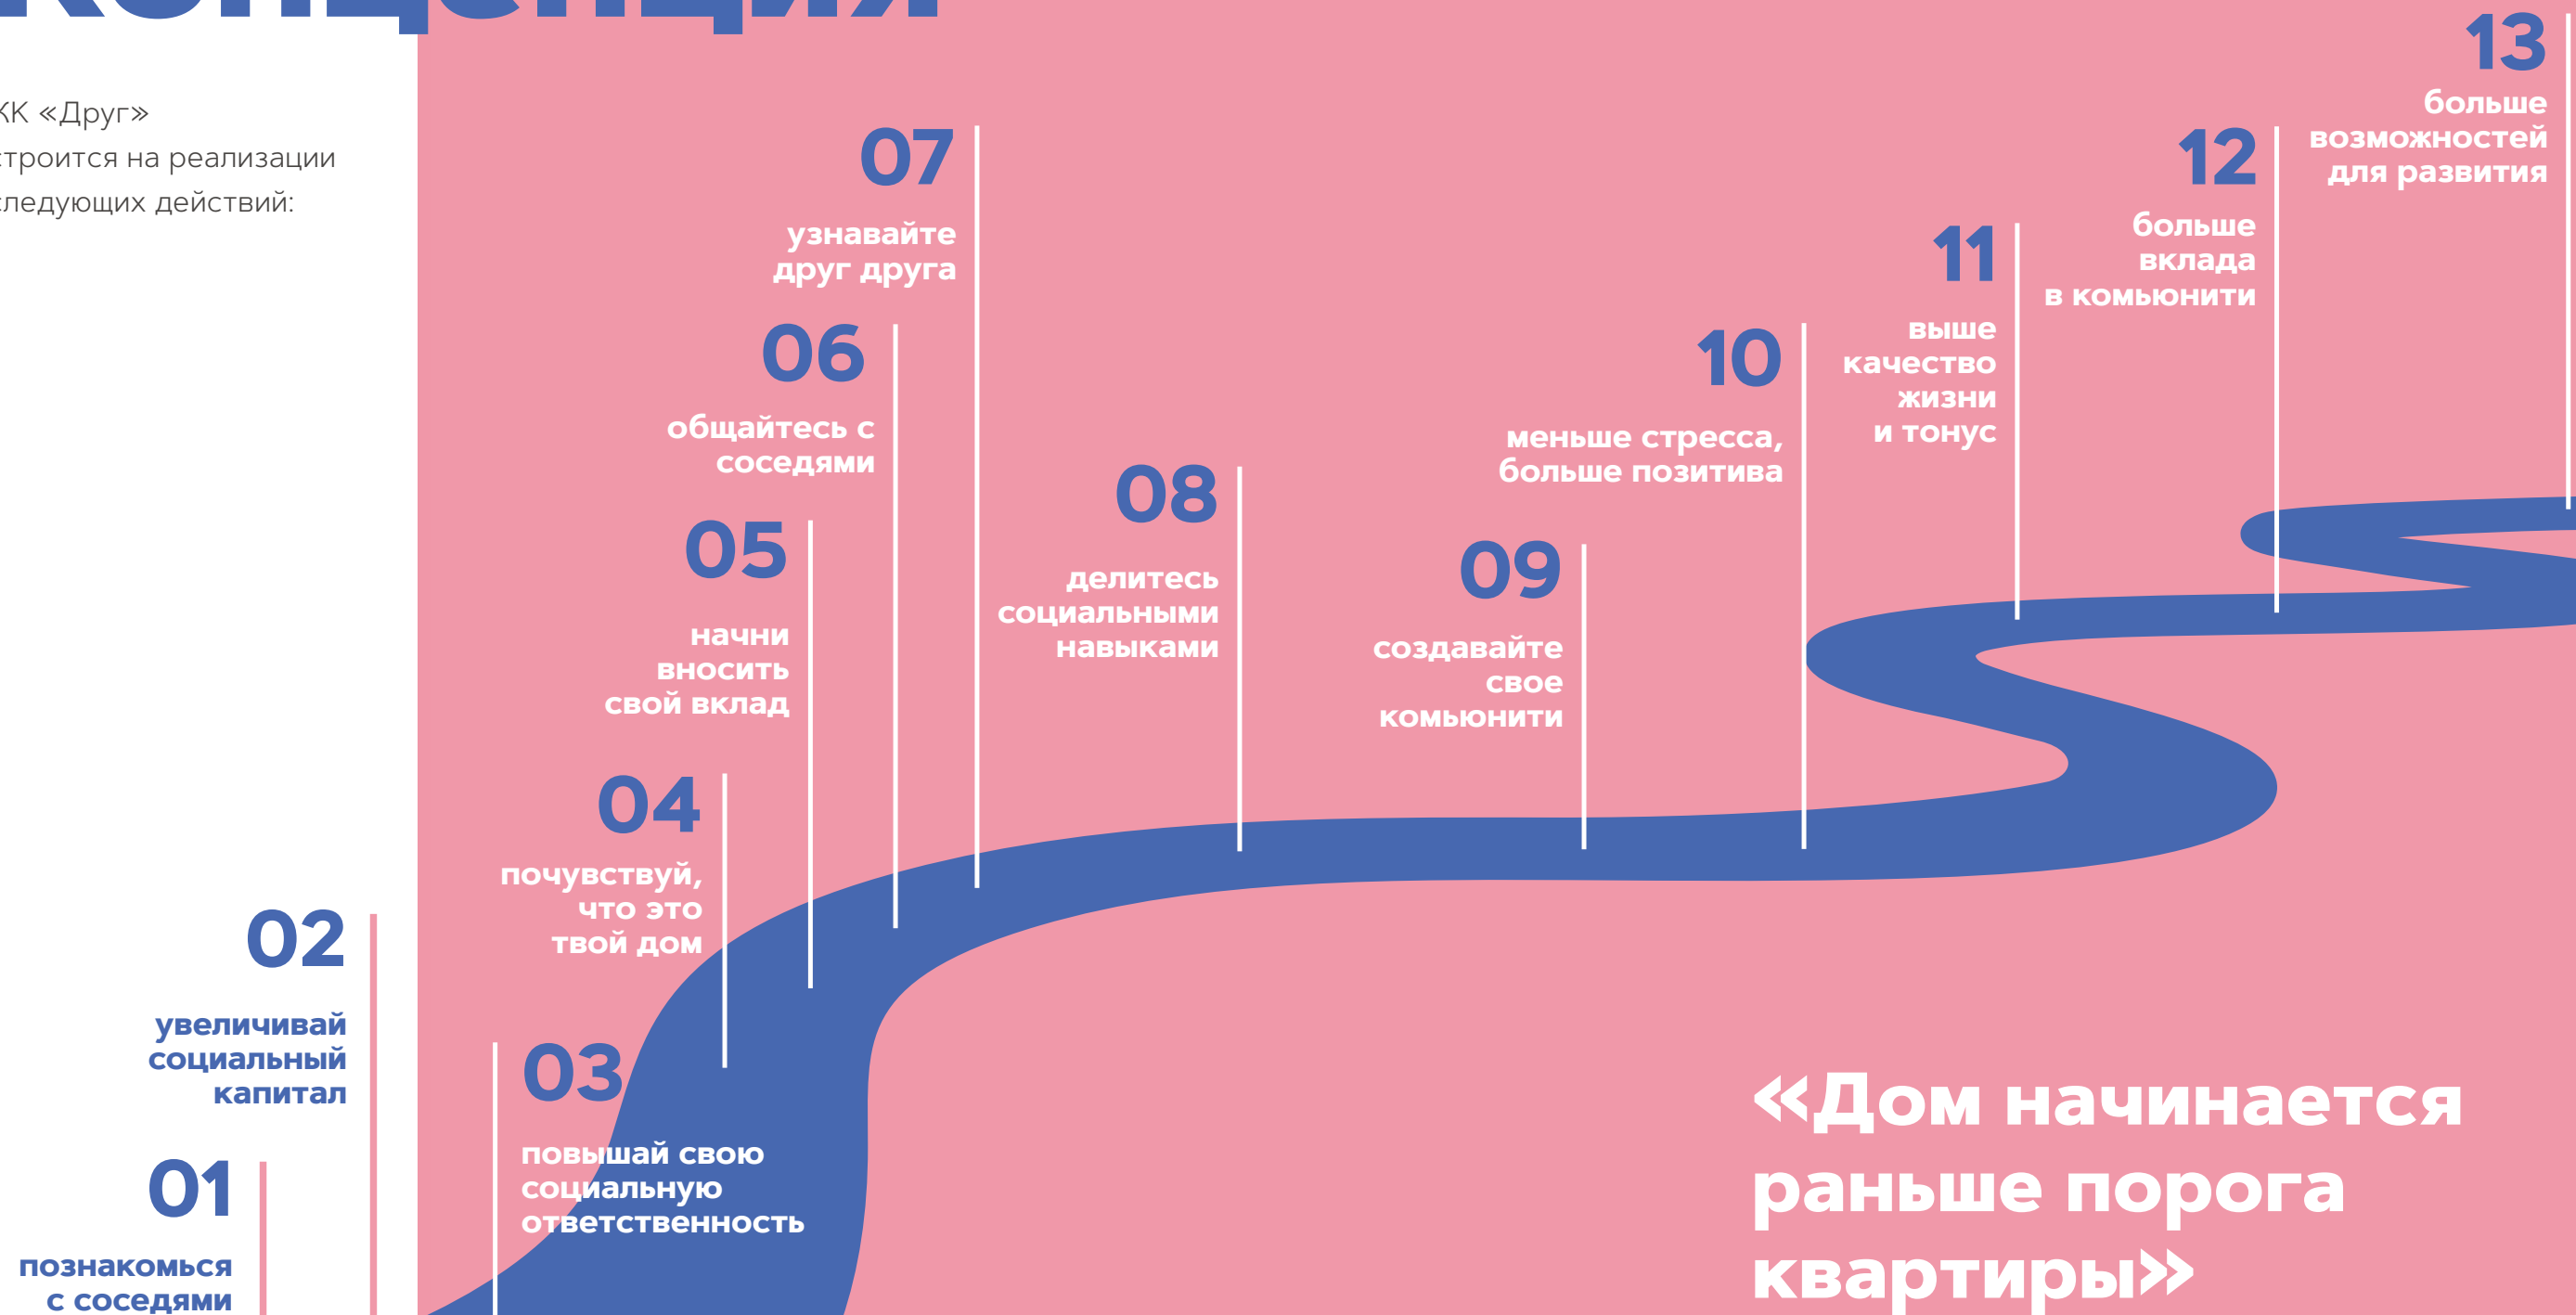 концепция
ЖК «Друг»
строится на реализации
следующих действий:
01
познакомься
с соседями
02
увеличивай
социальный
капитал
03
повышай свою
социальную
ответственность
04
почувствуй,
что это
твой дом
05
начни
вносить
свой вклад
06
общайтесь с
соседями
07
узнавайте
друг друга
08
делитесь
социальными
навыками
09
создавайте
свое
комьюнити
10
меньше стресса,
больше позитива
11
выше
качество
жизни
и тонус
12
больше
вклада
в комьюнити
13
больше
возможностей
для развития
«Дом начинается
раньше порога
квартиры»